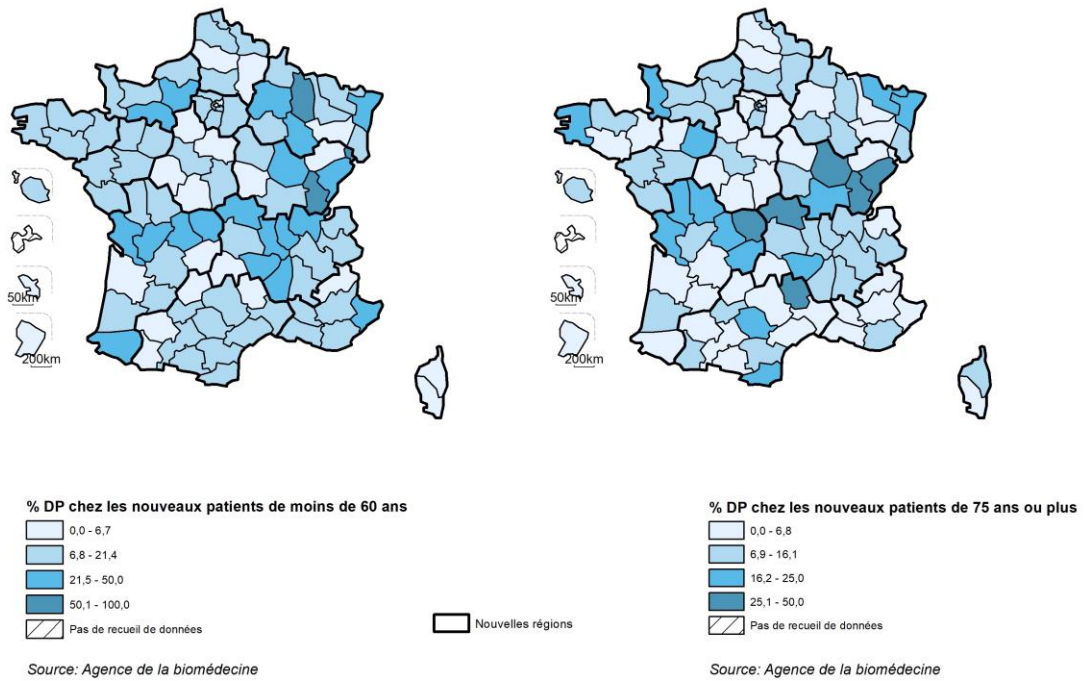 50km
200km
50km
200km
% DP chez les nouveaux patients de moins de 60 ans
0,0 - 6,7
6,8 - 21,4
21,5 - 50,0
50,1 - 100,0
Pas de recueil de données
Source: Agence de la biomédecine
Nouvelles régions
% DP chez les nouveaux patients de 75 ans ou plus
0,0 - 6,8
6,9 - 16,1
16,2 - 25,0
25,1 - 50,0
Pas de recueil de données
Source: Agence de la biomédecine